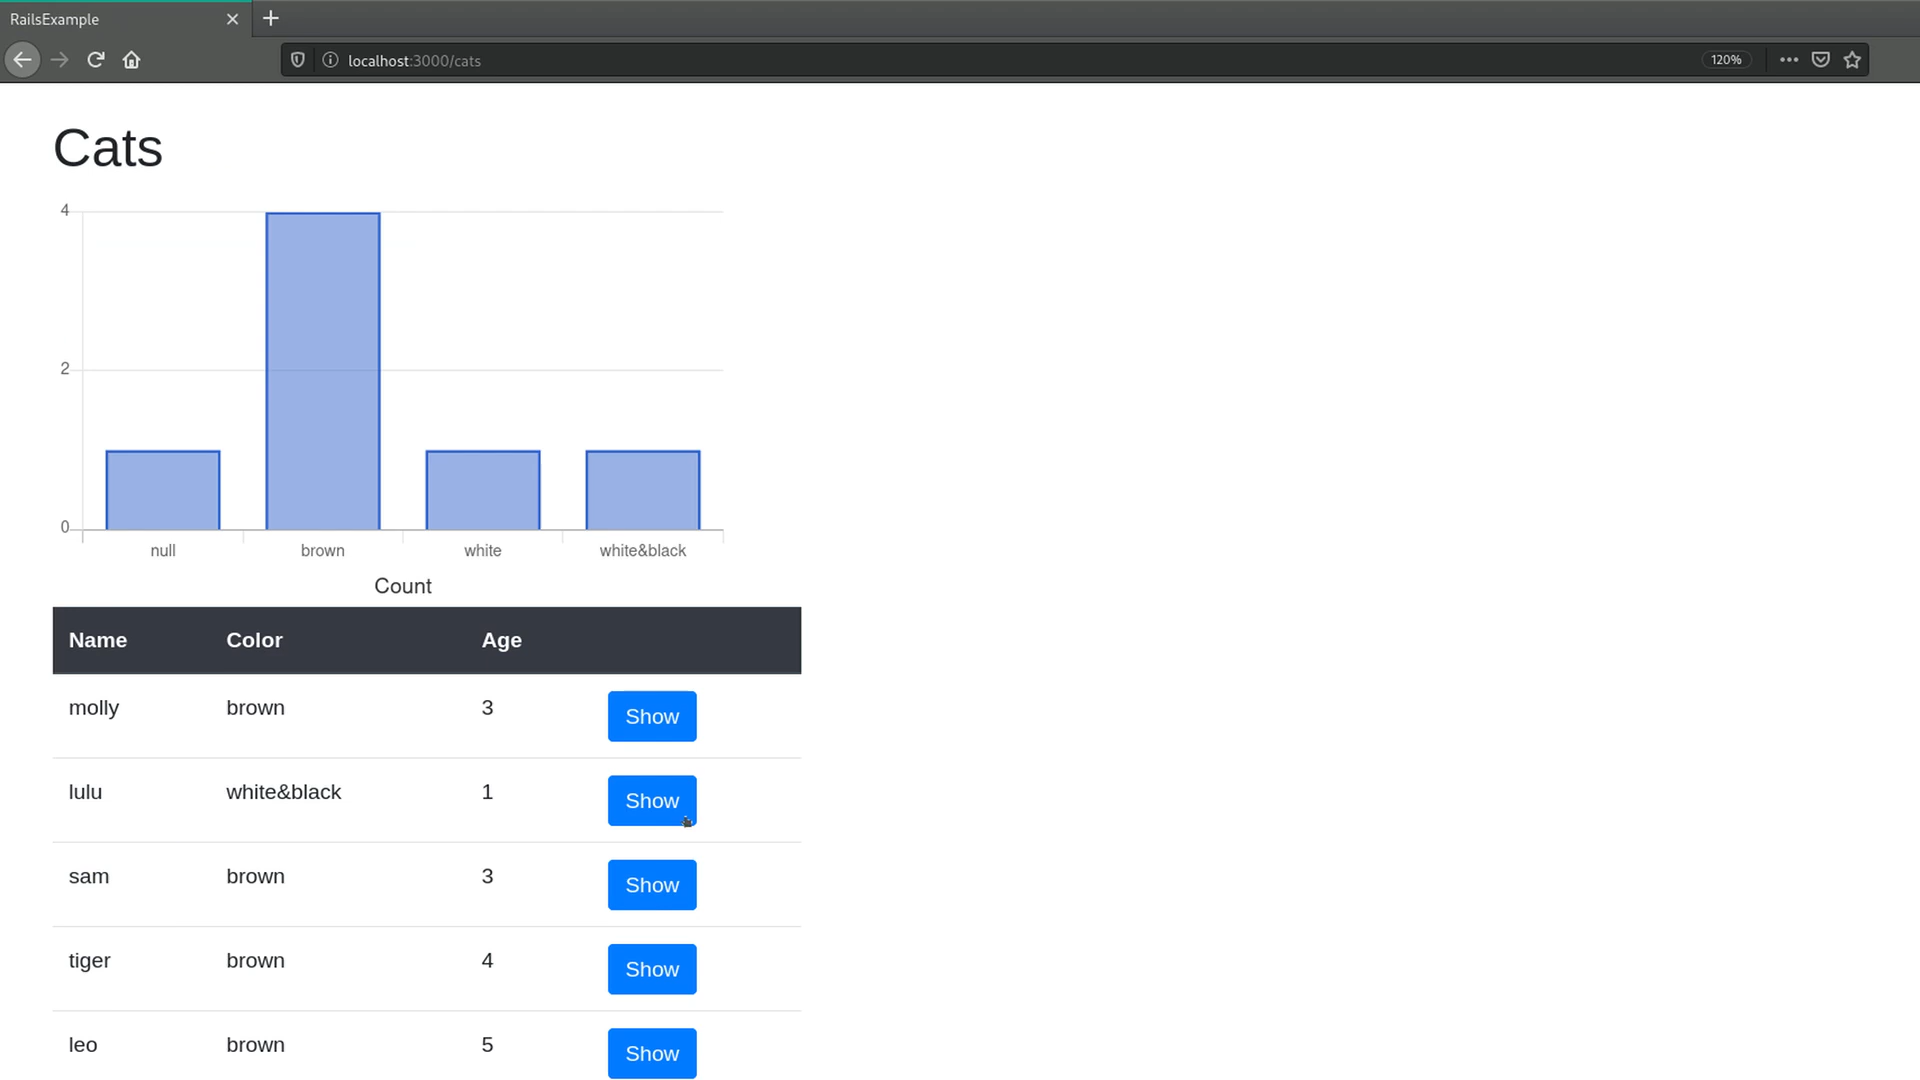 RailsExample
localhost:3000/cats
120%
Cats
4
2
0
null brown white white&black
Count
Name Color Age
molly brown 3 Show
lulu white&black 1 Show
sam brown 3 Show
tiger brown 4 Show
leo brown 5 Show